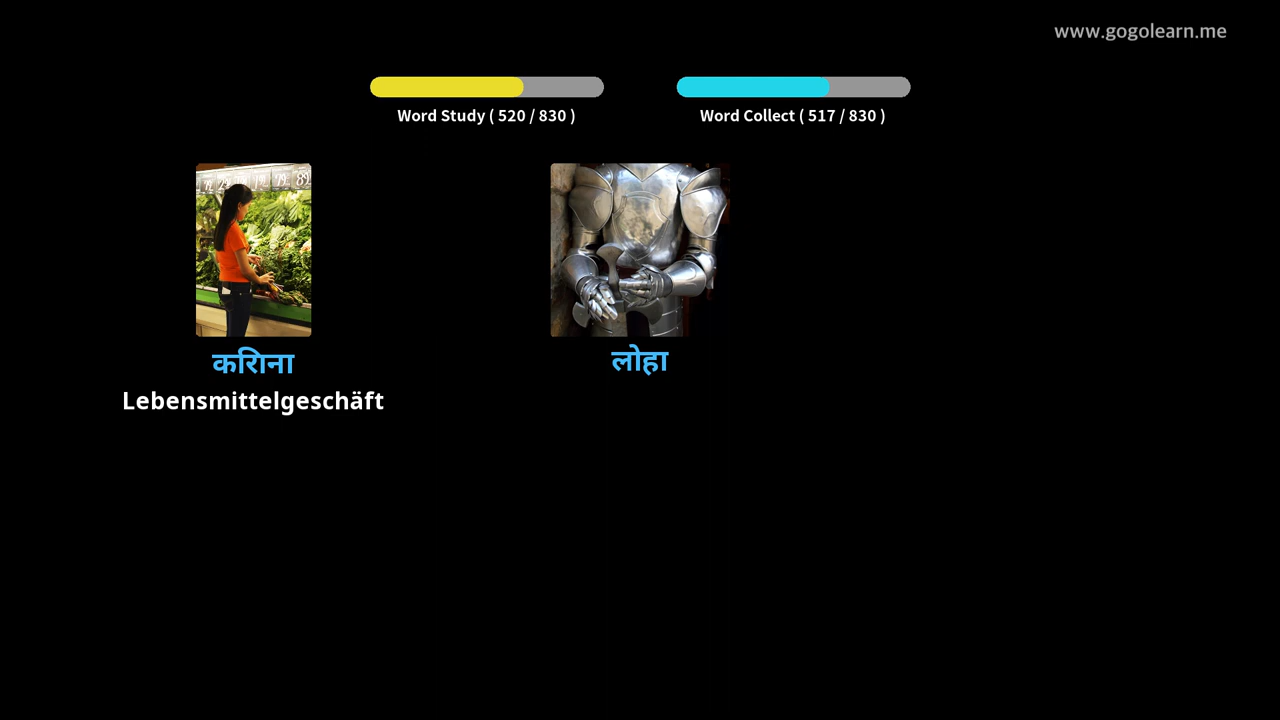 www.gogolearn.me
Word Study ( 520 / 830 )
Word Collect ( 517 / 830 )
करिाना
लोहा
Lebensmittelgeschäft